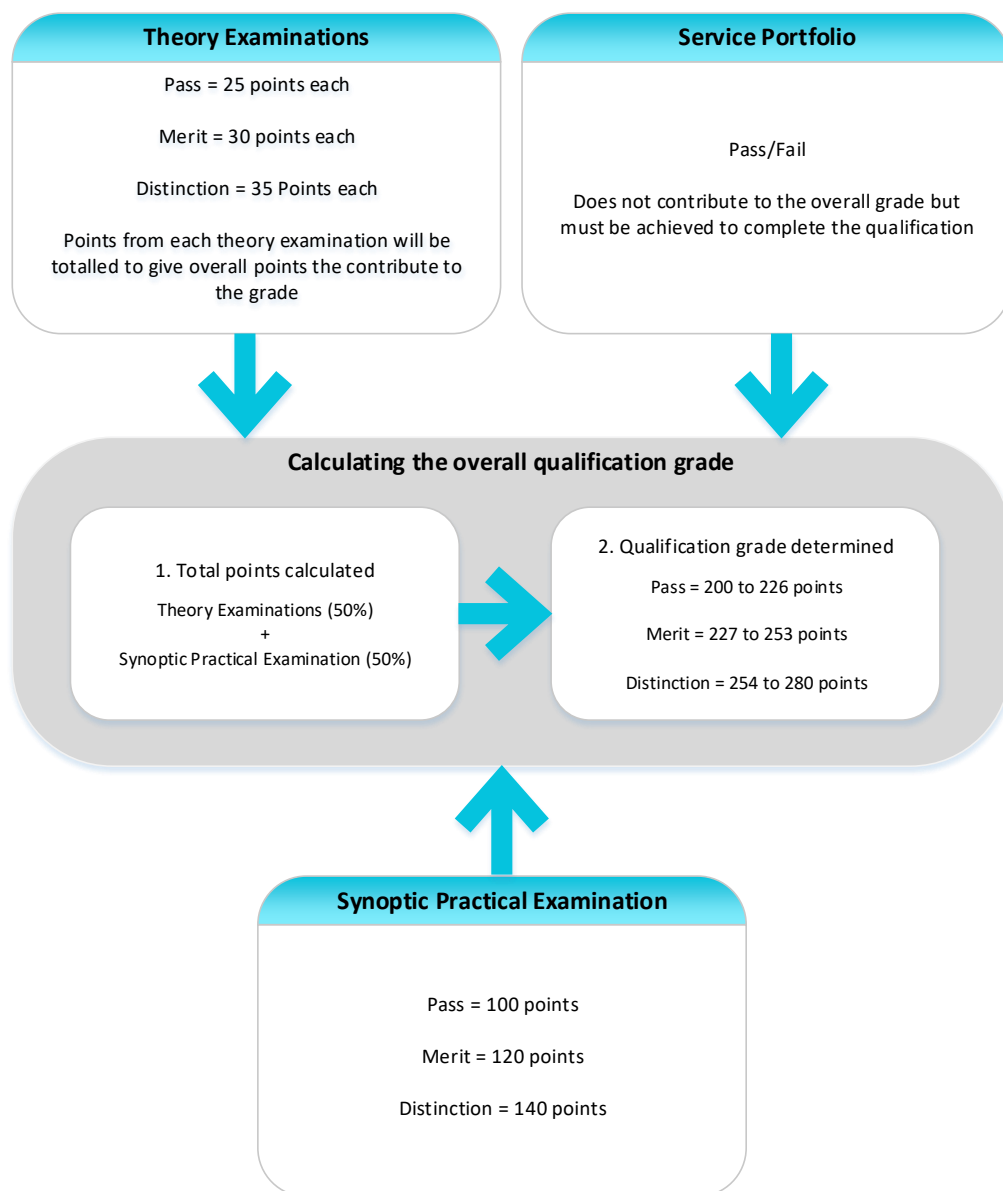 Theory Examinations
Pass = 25 points each
Merit = 30 points each
Distinction = 35 Points each
Points from each theory examination will be
totalled to give overall points the contribute to
the grade
Service Portfolio
Pass/Fail
Does not contribute to the overall grade but
must be achieved to complete the qualification
Calculating the overall qualification grade
1. Total points calculated
Theory Examinations (50%)
+
Synoptic Practical Examination (50%)
2. Qualification grade determined
Pass = 200 to 226 points
Merit = 227 to 253 points
Distinction = 254 to 280 points
Synoptic Practical Examination
Pass = 100 points
Merit = 120 points
Distinction = 140 points